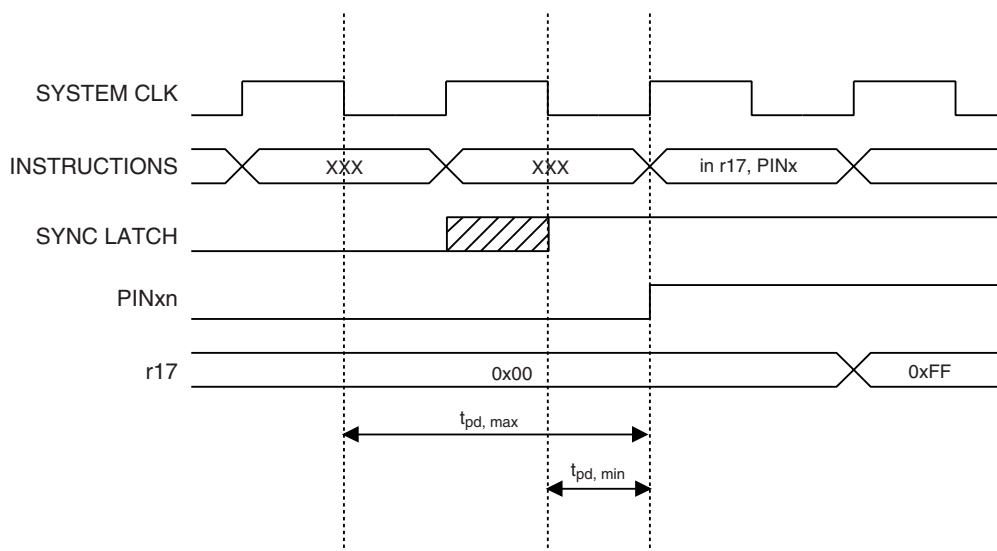 SYSTEM CLK
INSTRUCTIONS XXX XXX in r17, PINx
SYNC LATCH
PINxn
r17 0x00 0xFF
tpd, max
tpd, min